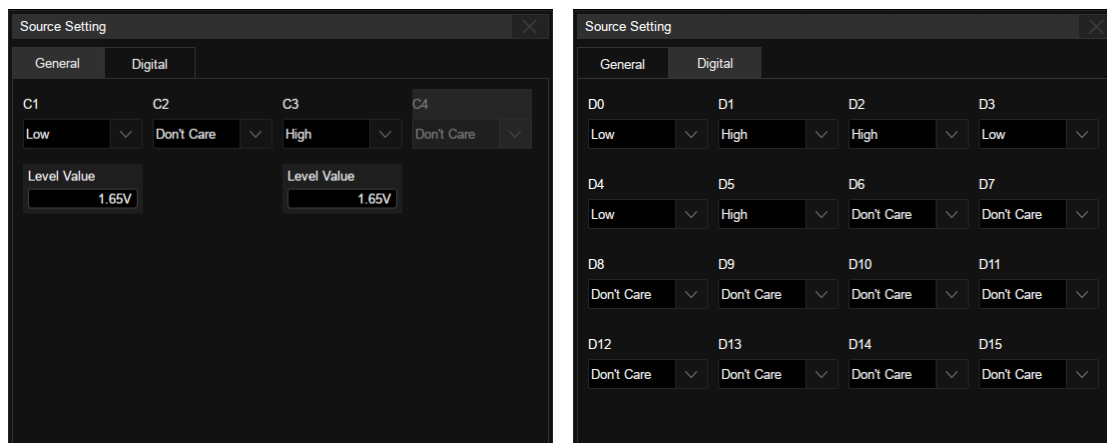 Source Setting
General Digital
C1 C2 C3 C4
Low Don't Care High Don't Care
Level Value Level Value
1.65V 1.65V
Source Setting
General Digital
D0 D1 D2 D3
Low High High Low
D4 D5 D6 D7
Low High Don't Care Don't Care
D8 D9 D10 D11
Don't Care Don't Care Don't Care Don't Care
D12 D13 D14 D15
Don't Care Don't Care Don't Care Don't Care